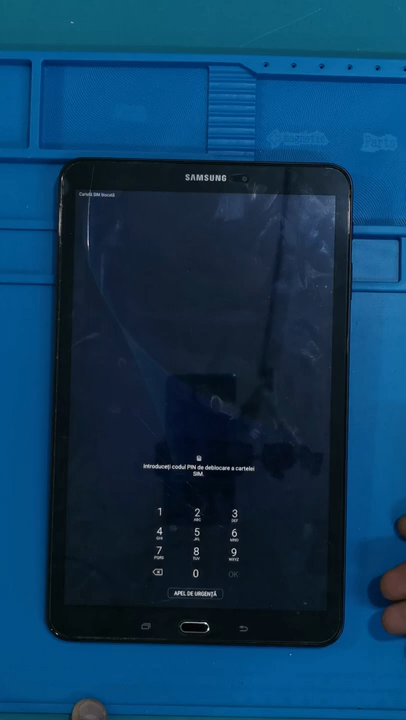 SAMSUNG
Cartelă SIM blocată
Introduceți codul PIN de deblocare a cartelei
SIM.
1 2 3
ABC DEF
4 5 6
GHI JKL MNO
7 8 9
PQRS TUV WXYZ
0 OK
APEL DE URGENȚĂ